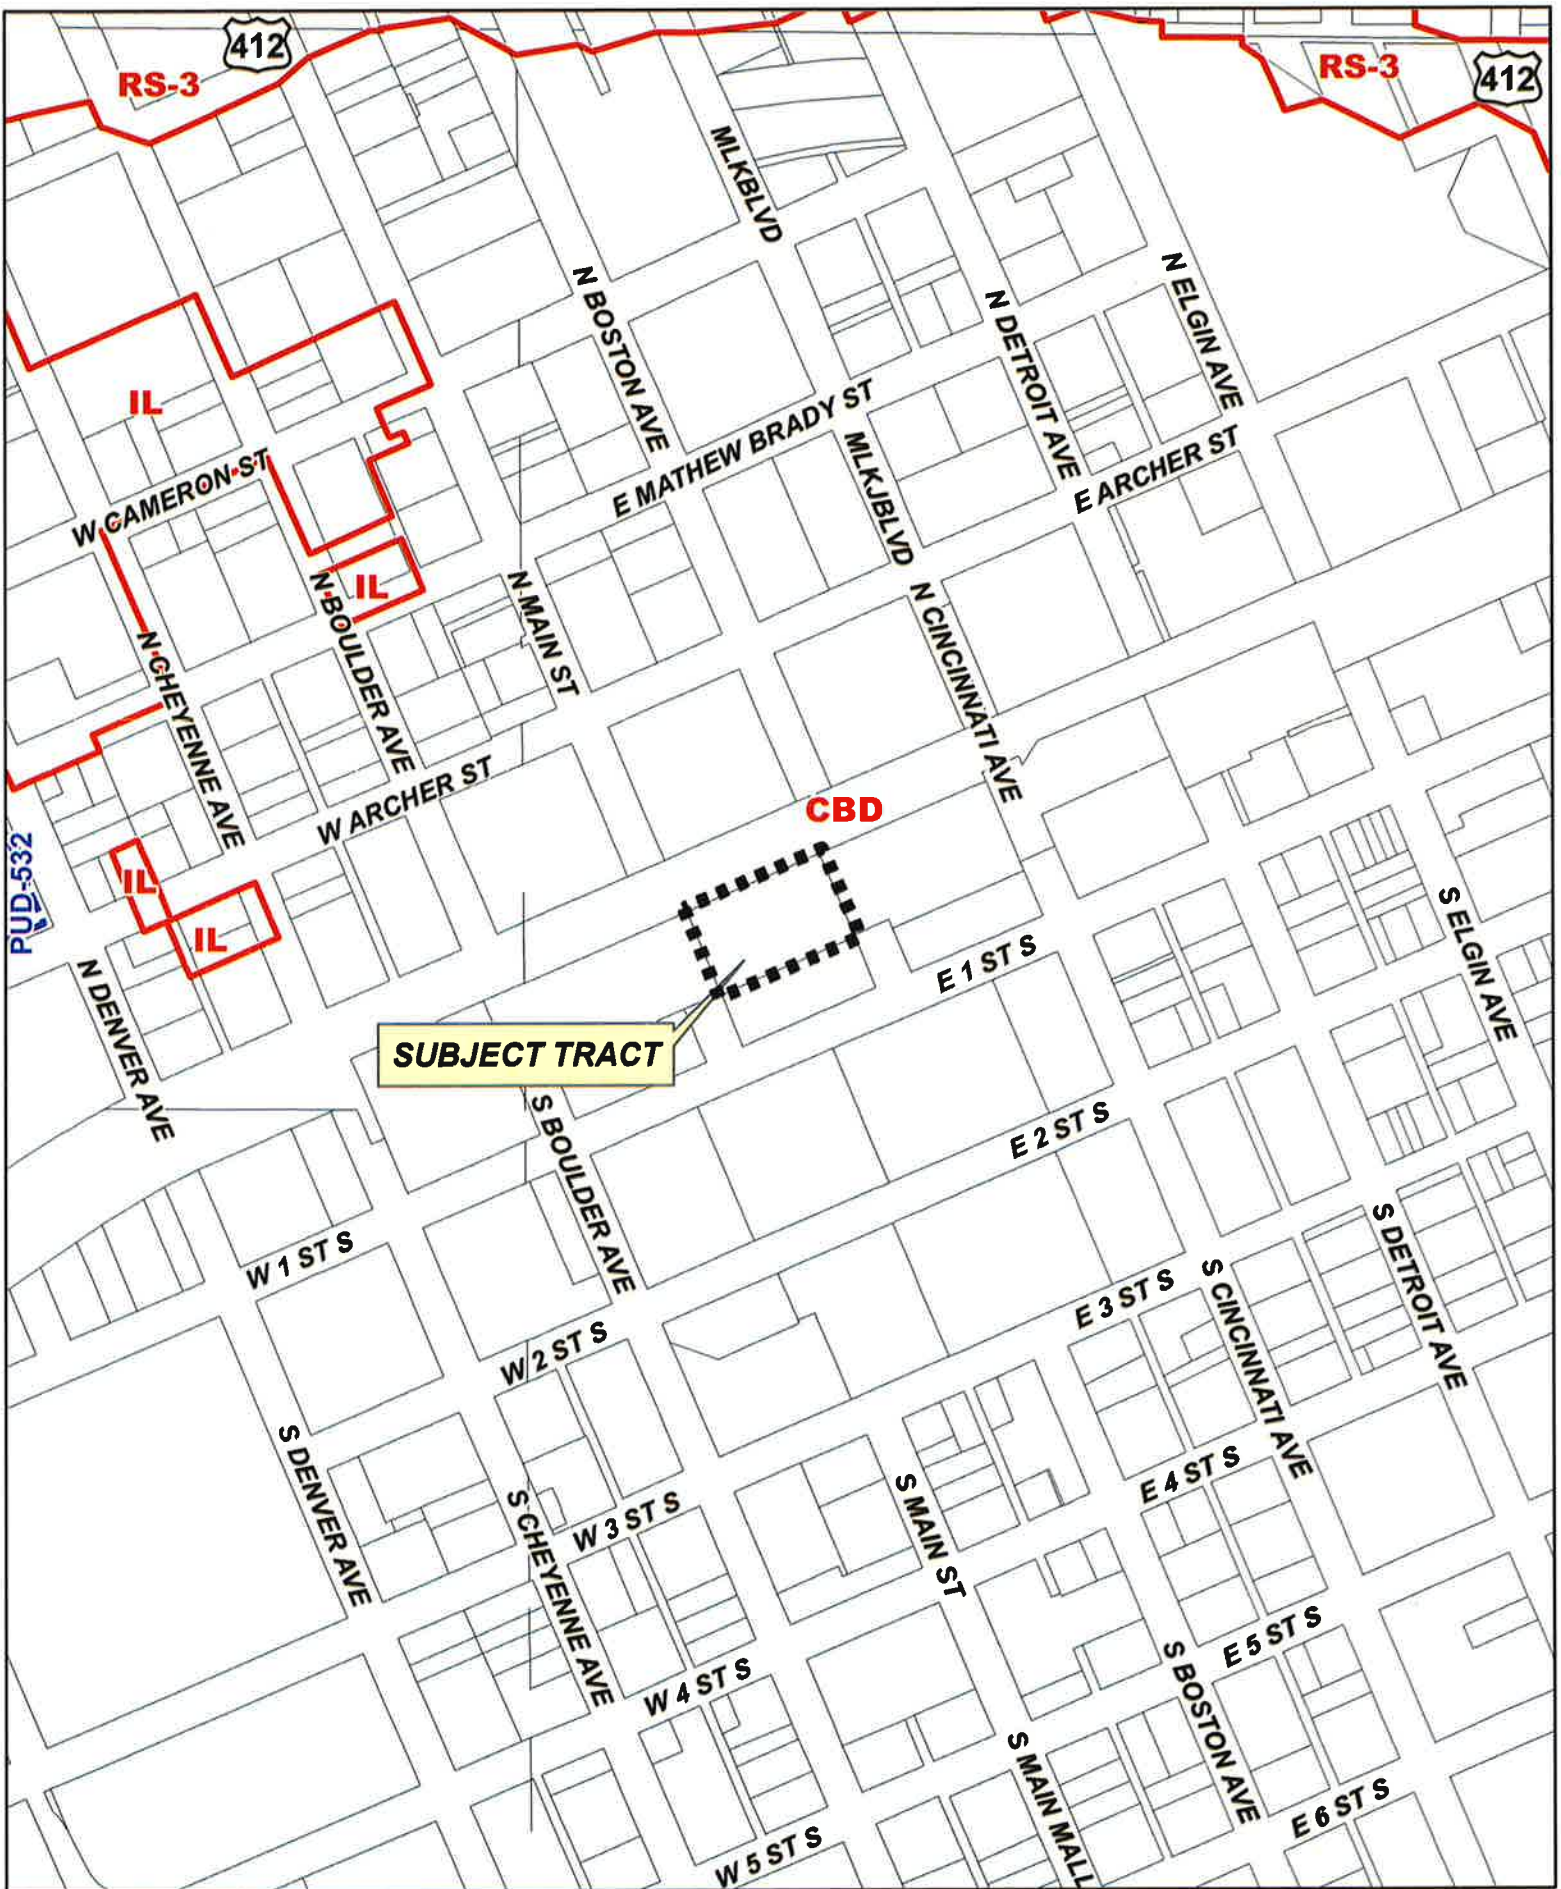 412
RS-3
RS-3
412
MLKBLVD
N BOSTON AVE
N ELGIN AVE
N DETROIT AVE
IL
E MATHEW BRADY ST
MLKJBLVD
E ARCHER ST
W CAMERON ST
IL
N BOULDER AVE
N MAIN ST
N CINCINNATI AVE
N CHEYENNE AVE
W ARCHER ST
CBD
PUD-532
IL
IL
S ELGIN AVE
E 1 ST S
N DENVER AVE
SUBJECT TRACT
S BOULDER AVE
E 2 ST S
W 1 ST S
S DETROIT AVE
S CINCINNATI AVE
E 3 ST S
W 2 ST S
S DENVER AVE
E 4 ST S
S MAIN ST
S CHEYENNE AVE
W 3 ST S
E 5 ST S
W 4 ST S
S BOSTON AVE
S MAIN MALL
E 6 ST S
W 5 ST S